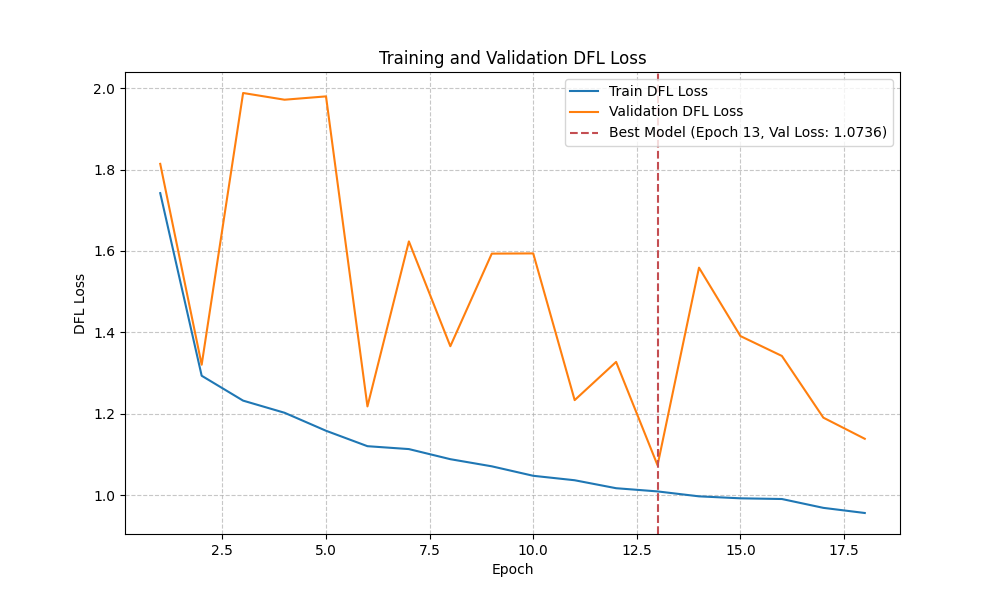 Training and Validation DFL Loss
Train DFL Loss
Validation DFL Loss
Best Model (Epoch 13, Val Loss: 1.0736)
DFL Loss
2.0
1.8
1.6
1.4
1.2
1.0
2.5
5.0
7.5
10.0
12.5
15.0
17.5
Epoch